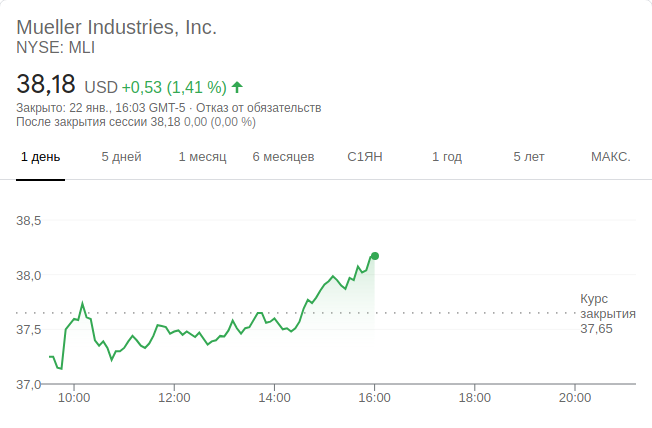 Mueller Industries, Inc.
NYSE: MLI
38,18 USD +0,53 (1,41 %)
Закрыто: 22 янв., 16:03 GMT-5 · Отказ от обязательств
После закрытия сессии 38,18 0,00 (0,00 %)
1 день 5 дней 1 месяц 6 месяцев С1ЯН 1 год 5 лет МАКС.
38,5
38,0
37,5
37,0
Курс
закрытия
37,65
10:00 12:00 14:00 16:00 18:00 20:00